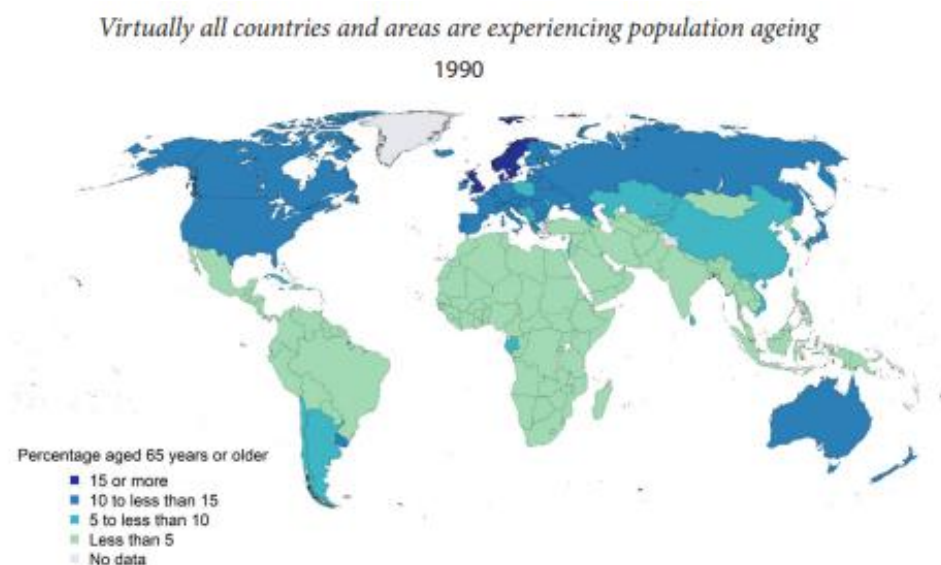 Virtually all countries and areas are experiencing population ageing
1990
Percentage aged 65 years or older
15 or more
10 to less than 15
5 to less than 10
Less than 5
No data